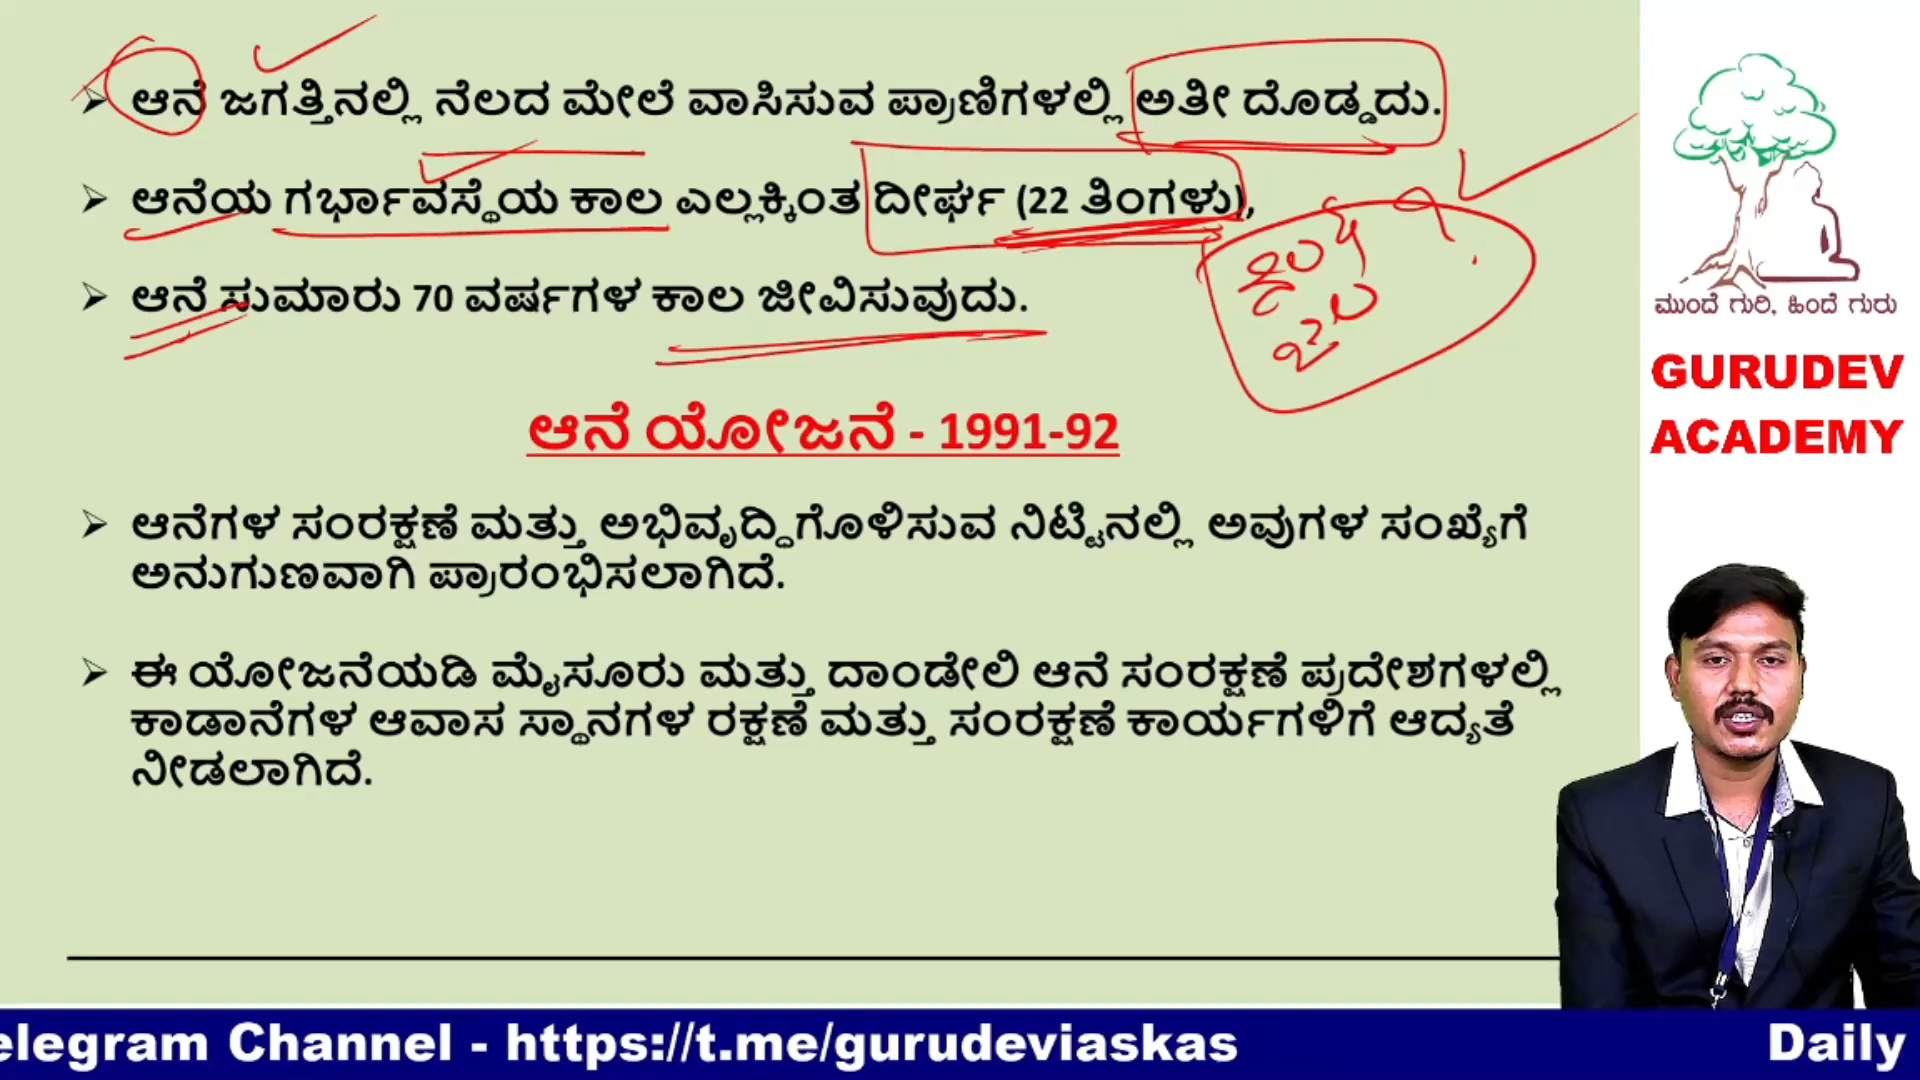 ಆನೆ ಜಗತ್ತಿನಲ್ಲಿ ನೆಲದ ಮೇಲೆ ವಾಸಿಸುವ ಪ್ರಾಣಿಗಳಲ್ಲಿ ಅತೀ ದೊಡ್ಡದು.
ಆನೆಯ ಗರ್ಭಾವಸ್ಥೆಯ ಕಾಲ ಎಲ್ಲಕ್ಕಿಂತ ದೀರ್ಘ (22 ತಿಂಗಳು),
ಆನೆ ಸುಮಾರು 70 ವರ್ಷಗಳ ಕಾಲ ಜೀವಿಸುವುದು.
ಆನೆ ಯೋಜನೆ - 1991-92
ಆನೆಗಳ ಸಂರಕ್ಷಣೆ ಮತ್ತು ಅಭಿವೃದ್ಧಿಗೊಳಿಸುವ ನಿಟ್ಟಿನಲ್ಲಿ ಅವುಗಳ ಸಂಖ್ಯೆಗೆ
ಅನುಗುಣವಾಗಿ ಪ್ರಾರಂಭಿಸಲಾಗಿದೆ.
ಈ ಯೋಜನೆಯಡಿ ಮೈಸೂರು ಮತ್ತು ದಾಂಡೇಲಿ ಆನೆ ಸಂರಕ್ಷಣೆ ಪ್ರದೇಶಗಳಲ್ಲಿ
ಕಾಡಾನೆಗಳ ಆವಾಸ ಸ್ಥಾನಗಳ ರಕ್ಷಣೆ ಮತ್ತು ಸಂರಕ್ಷಣೆ ಕಾರ್ಯಗಳಿಗೆ ಆದ್ಯತೆ
ನೀಡಲಾಗಿದೆ.
ಮುಂದೆ ಗುರಿ, ಹಿಂದೆ ಗುರು
GURUDEV
ACADEMY
elegram Channel - https://t.me/gurudeviaskas
Daily